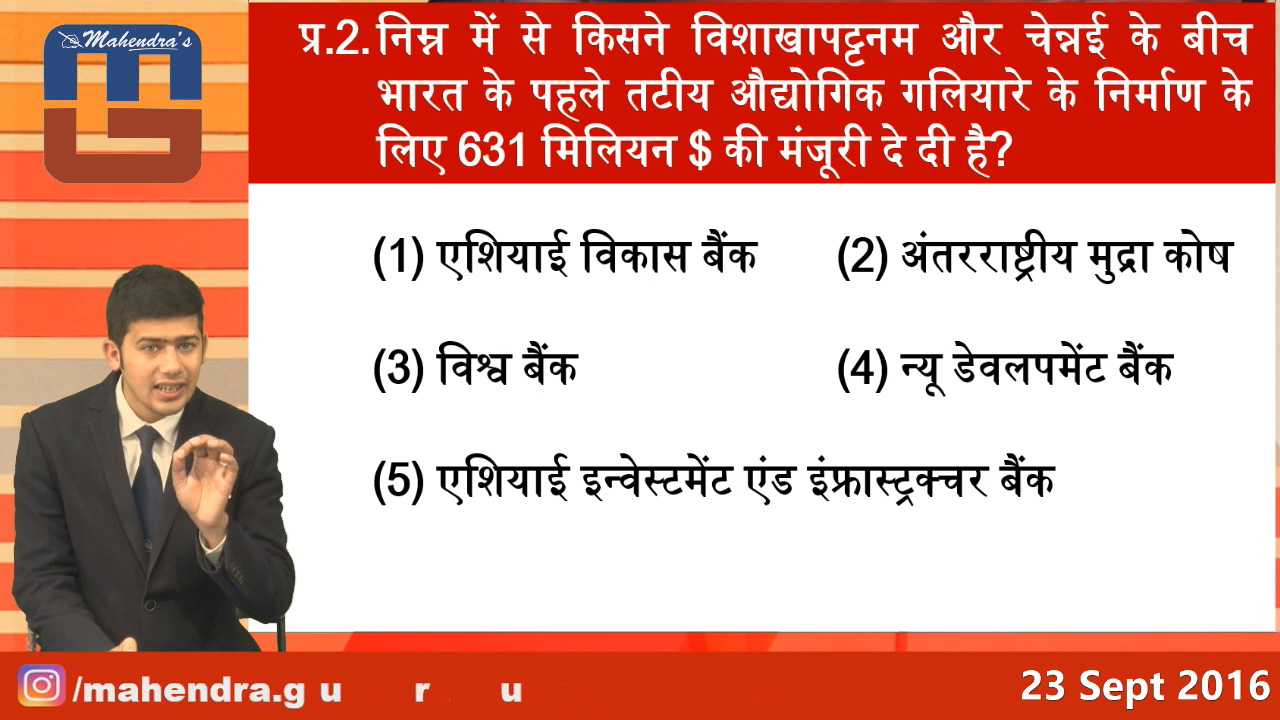 Mahendra's
प्र.2. निम्न में से किसने विशाखापट्टनम और चेन्नई के बीच
भारत के पहले तटीय औद्योगिक गलियारे के निर्माण के
लिए 631 मिलियन $ की मंजूरी दे दी है?
(1) एशियाई विकास बैंक (2) अंतरराष्ट्रीय मुद्रा कोष
(3) विश्व बैंक (4) न्यू डेवलपमेंट बैंक
(5) एशियाई इन्वेस्टमेंट एंड इंफ्रास्ट्रक्चर बैंक
/mahendra.g u r u
23 Sept 2016